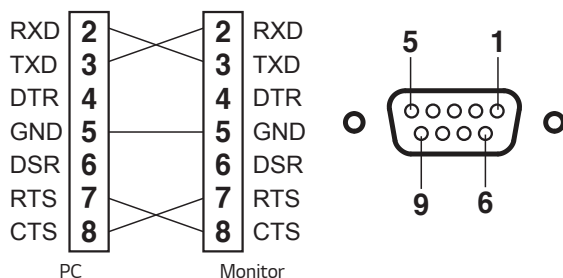 RXD 2 2 RXD
TXD 3 3 TXD
DTR 4 4 DTR
GND 5 5 GND
DSR 6 6 DSR
RTS 7 7 RTS
CTS 8 8 CTS
PC Monitor
5 1
9 6